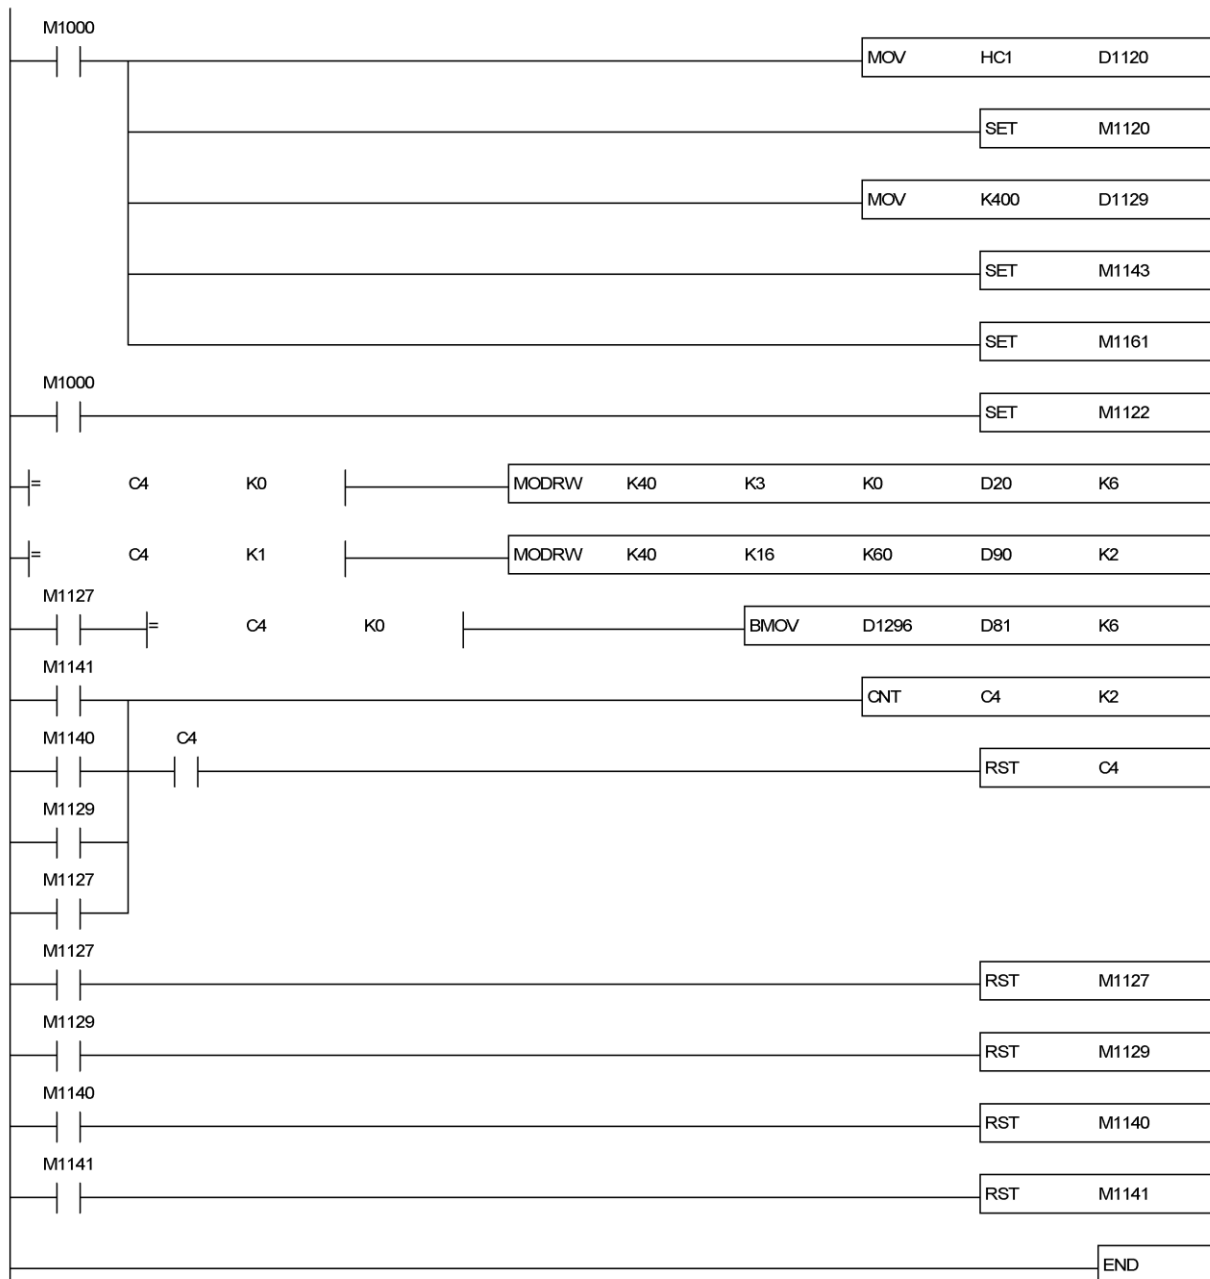 M1000
MOV HC1 D1120
SET M1120
MOV K400 D1129
SET M1143
SET M1161
M1000
SET M1122
= C4 K0 MODRW K40 K3 K0 D20 K6
= C4 K1 MODRW K40 K16 K60 D90 K2
M1127
= C4 K0 BMOV D1296 D81 K6
M1141
CNT C4 K2
M1140 C4
RST C4
M1129
M1127
M1127
RST M1127
M1129
RST M1129
M1140
RST M1140
M1141
RST M1141
END